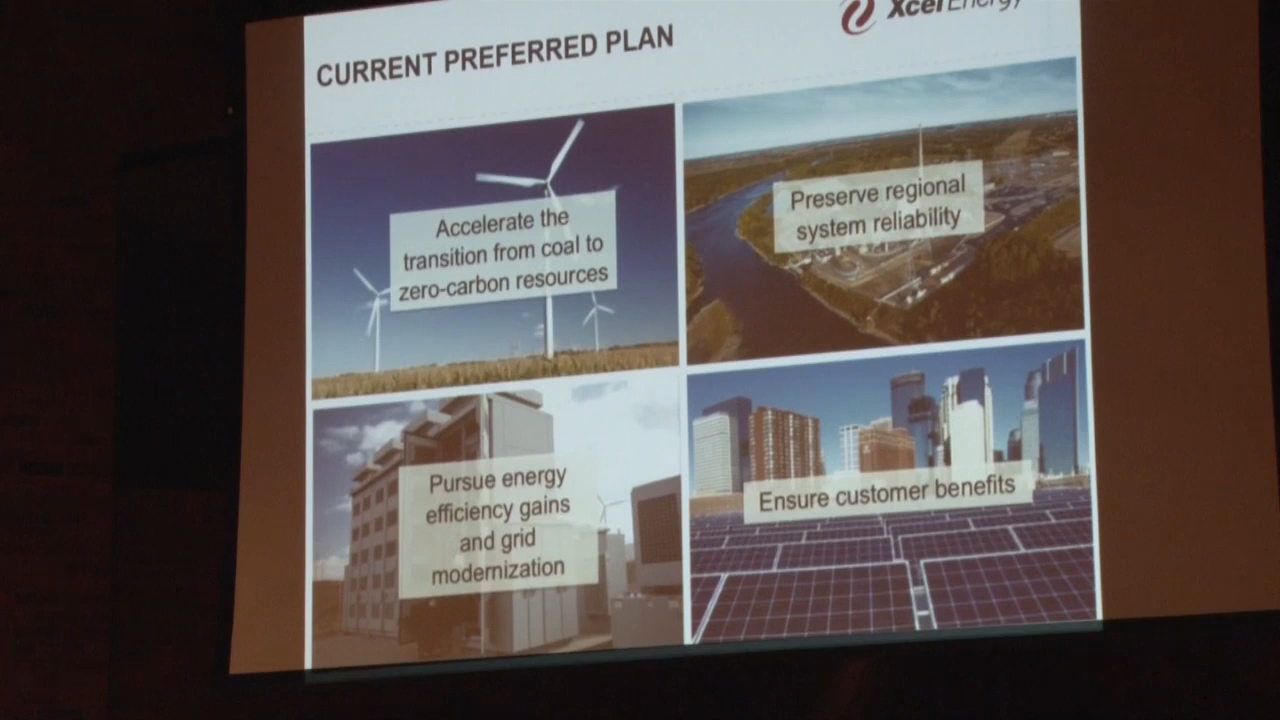 CURRENT PREFERRED PLAN
Xcel Energy
Accelerate the
transition from coal to
zero-carbon resources
Preserve regional
system reliability
Pursue energy
efficiency gains
and grid
modernization
Ensure customer benefits